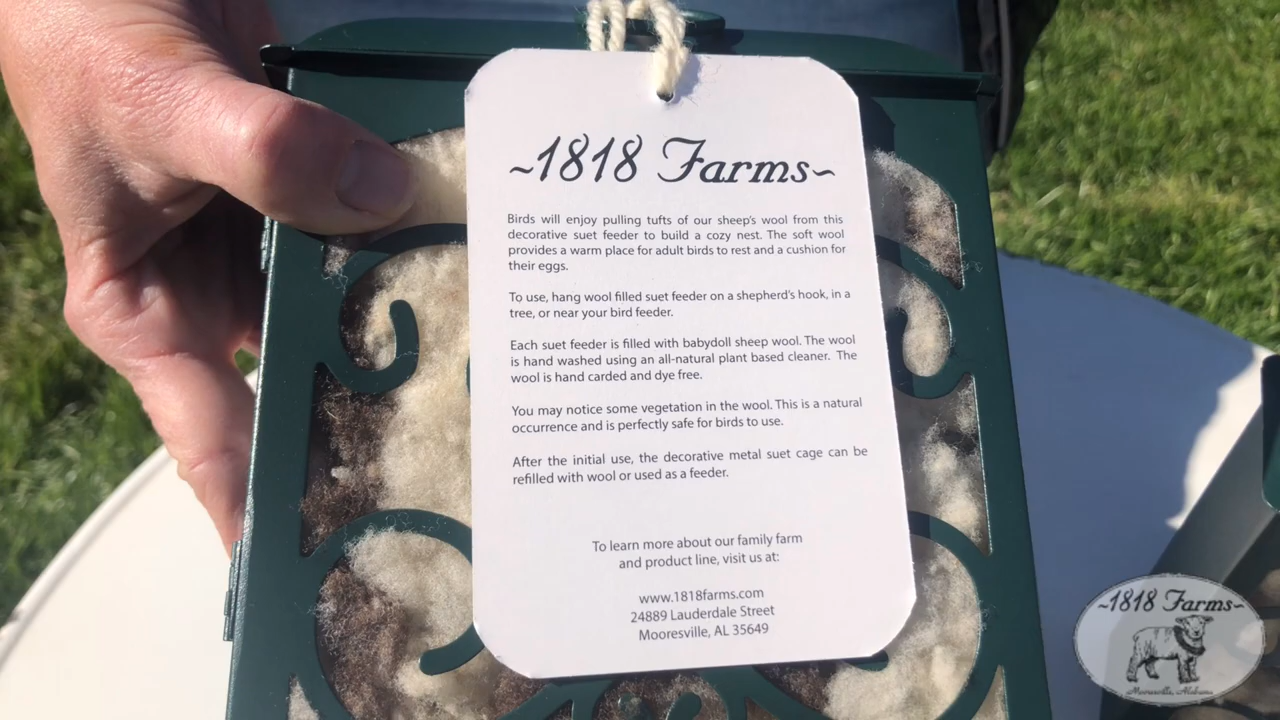 ~1818 Farms~
Birds will enjoy pulling tufts of our sheep's wool from this
decorative suet feeder to build a cozy nest. The soft wool
provides a warm place for adult birds to rest and a cushion for
their eggs.
To use, hang wool filled suet feeder on a shepherd's hook, in a
tree, or near your bird feeder.
Each suet feeder is filled with babydoll sheep wool. The wool
is hand washed using an all-natural plant based cleaner. The
wool is hand carded and dye free.
You may notice some vegetation in the wool. This is a natural
occurrence and is perfectly safe for birds to use.
After the initial use, the decorative metal suet cage can be
refilled with wool or used as a feeder.
To learn more about our family farm
and product line, visit us at:
www.1818farms.com
24889 Lauderdale Street
Mooresville, AL 35649
~1818 Farms~
Mooresville, Alabama